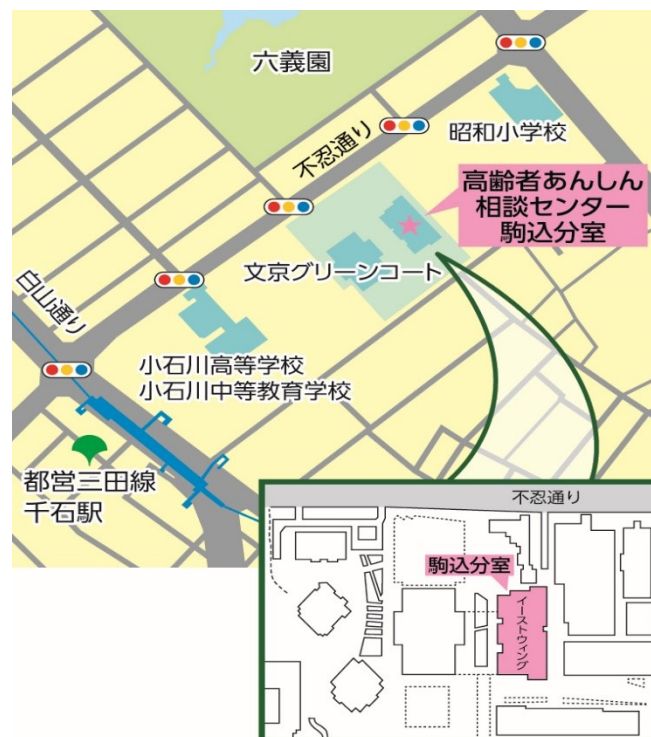 六義園
不忍通り
昭和小学校
高齢者あんしん
相談センター
駒込分室
文京グリーンコート
白山通り
小石川高等学校
小石川中等教育学校
都営三田線
千石駅
不忍通り
駒込分室
イーストウィング